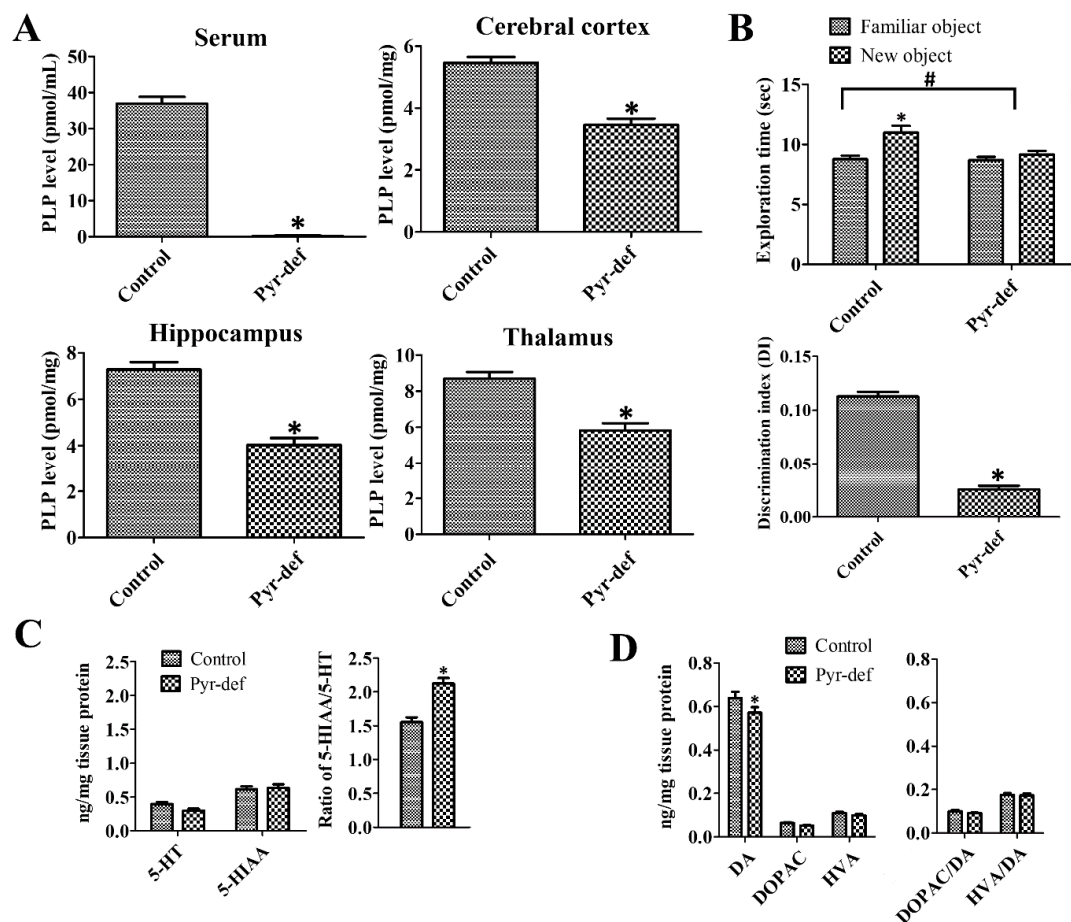 A
Serum
PLP level (pmol/mL)
50
40
30
20
10
0
*
Control
Pyr-def
Cerebral cortex
PLP level (pmol/mg)
6
4
2
0
*
Control
Pyr-def
Hippocampus
PLP level (pmol/mg)
8
6
4
2
0
*
Control
Pyr-def
Thalamus
PLP level (pmol/mg)
10
8
6
4
2
0
*
Control
Pyr-def
B
Familiar object
New object
Exploration time (sec)
15
10
5
0
#
*
Control
Pyr-def
Discrimination index (DI)
0.15
0.10
0.05
0.00
*
Control
Pyr-def
C
Control
Pyr-def
ng/mg tissue protein
2.5
2.0
1.5
1.0
0.5
0.0
5-HT
5-HIAA
Ratio of 5-HIAA/5-HT
2.5
2.0
1.5
1.0
0.5
0.0
*
D
Control
Pyr-def
ng/mg tissue protein
0.8
0.6
0.4
0.2
0.0
*
DA
DOPAC
HVA
0.8
0.6
0.4
0.2
0.0
DOPAC/DA
HVA/DA